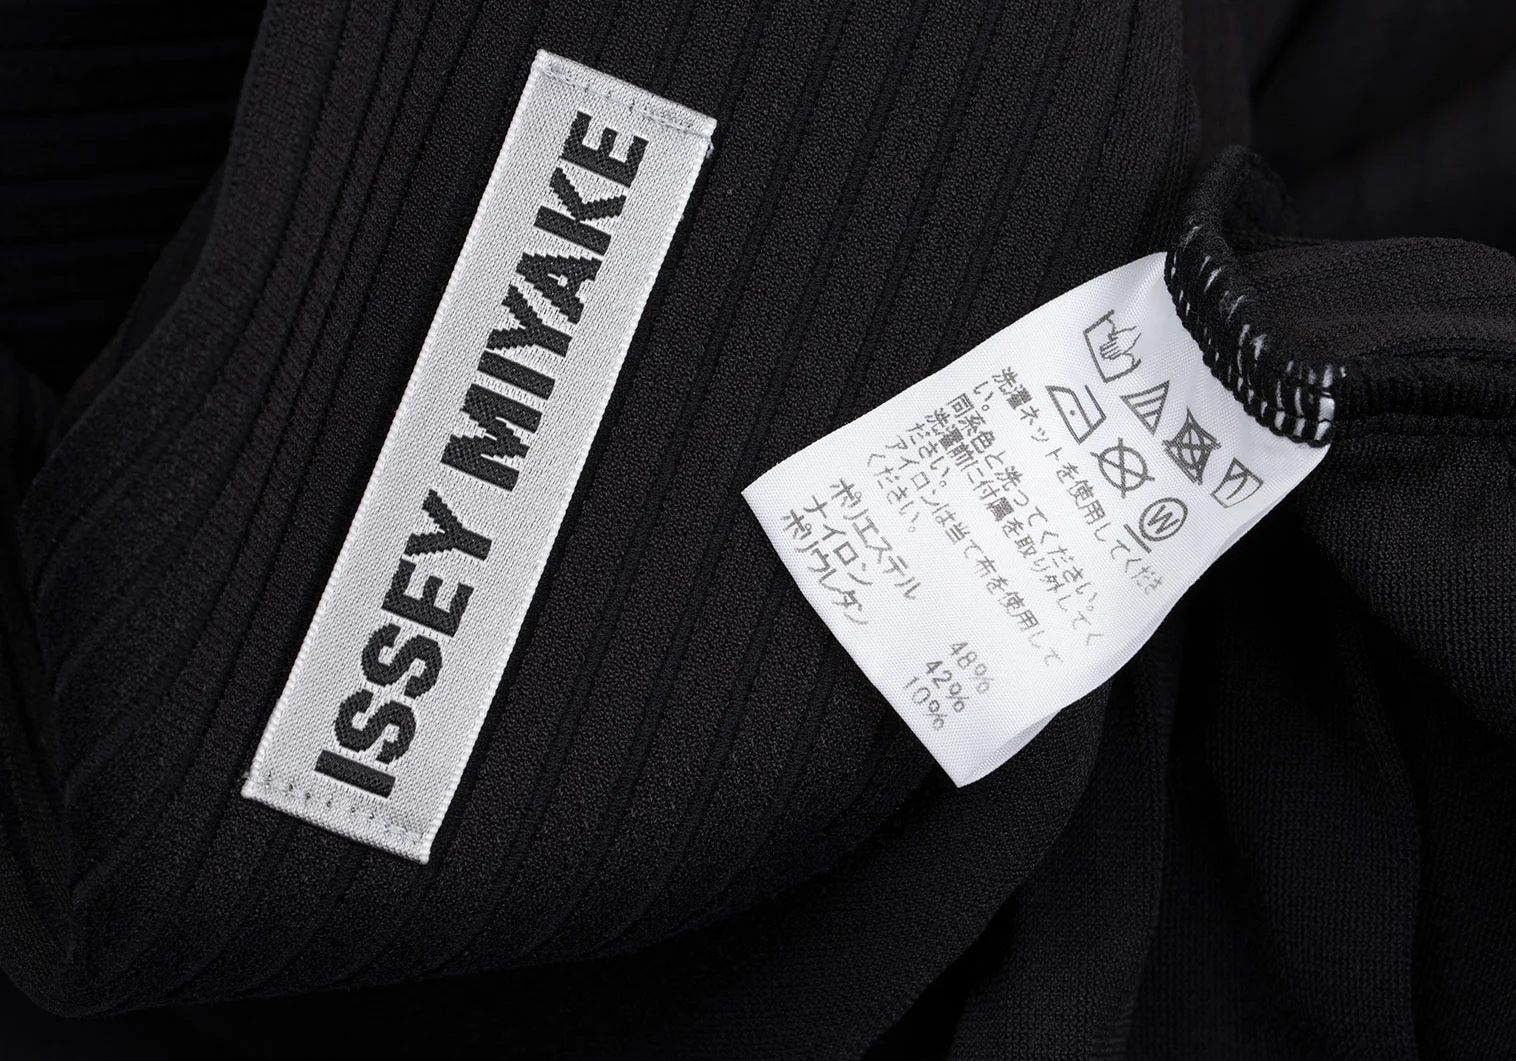 ISSEY MIYAKE
W
洗濯ネットを使用してくださ
い。
同系色と洗ってください。
洗濯前に付属を取り外してく
ださい。
アイロンは当て布を使用して
ください。
ポリエステル 48%
ナイロン 42%
ポリウレタン 10%